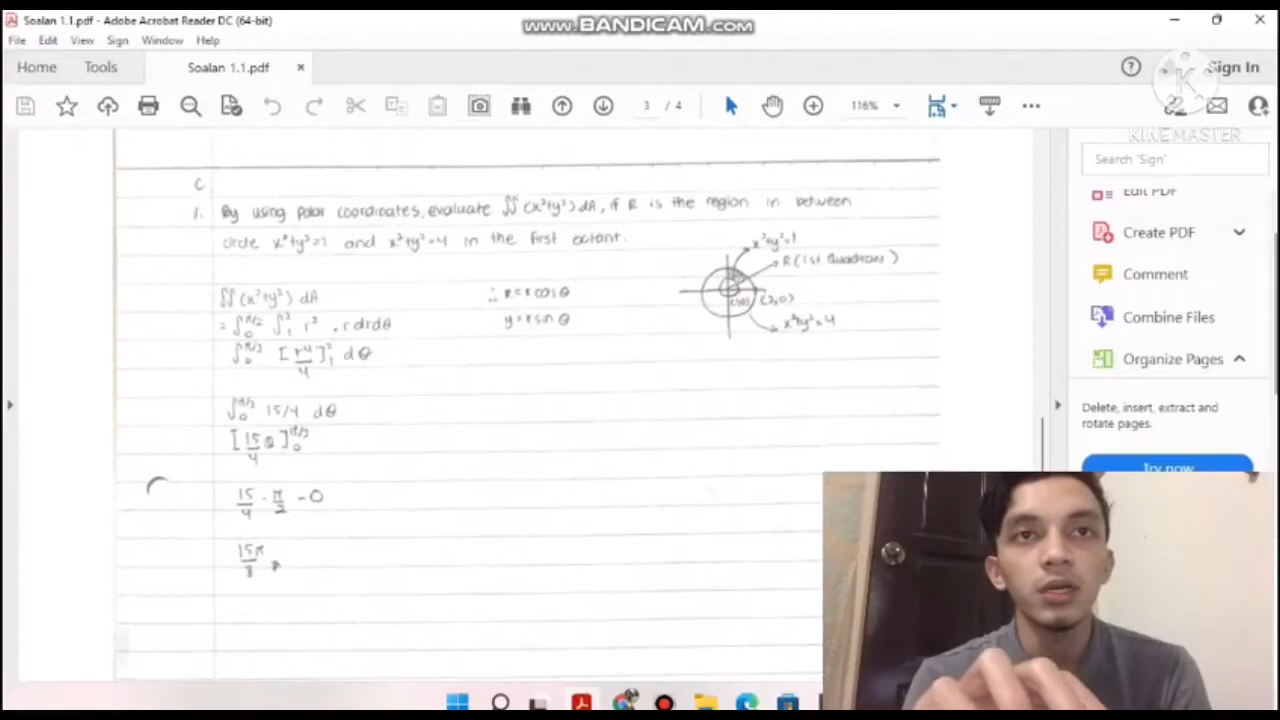 Soalan 1.1.pdf - Adobe Acrobat Reader DC (64-bit)
www.BANDICAM.com
File Edit View Sign Window Help
Home Tools Soalan 1.1.pdf × Sign In
3 / 4 116%
KINEMASTER
Search 'Sign'
Edit PDF
Create PDF
Comment
Combine Files
Organize Pages
Delete, insert, extract and
rotate pages.
Try now
C
1. By using polar coordinates, evaluate ∬(x²+y²) dA, if R is the region in between
circle x²+y²=1 and x²+y²=4 in the first octant.
x²+y²=1
R (1st Quadrant)
(2,0)
x²+y²=4
∬(x²+y²) dA ∴ x=r cos θ
= ∫₀^π/2 ∫₁² r² . r dr dθ y=r sin θ
∫₀^π/2 [r⁴/4]₁² dθ
∫₀^π/2 15/4 dθ
[15/4 θ]₀^π/2
15/4 · π/2 - 0
15π/8